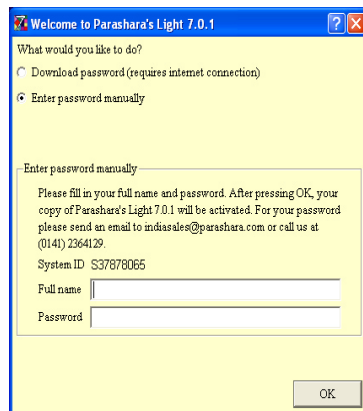 Welcome to Parashara's Light 7.0.1
What would you like to do?
Download password (requires internet connection)
Enter password manually
Enter password manually
Please fill in your full name and password. After pressing OK, your
copy of Parashara's Light 7.0.1 will be activated. For your password
please send an email to indiasales@parashara.com or call us at
(0141) 2364129.
System ID S37878065
Full name
Password
OK